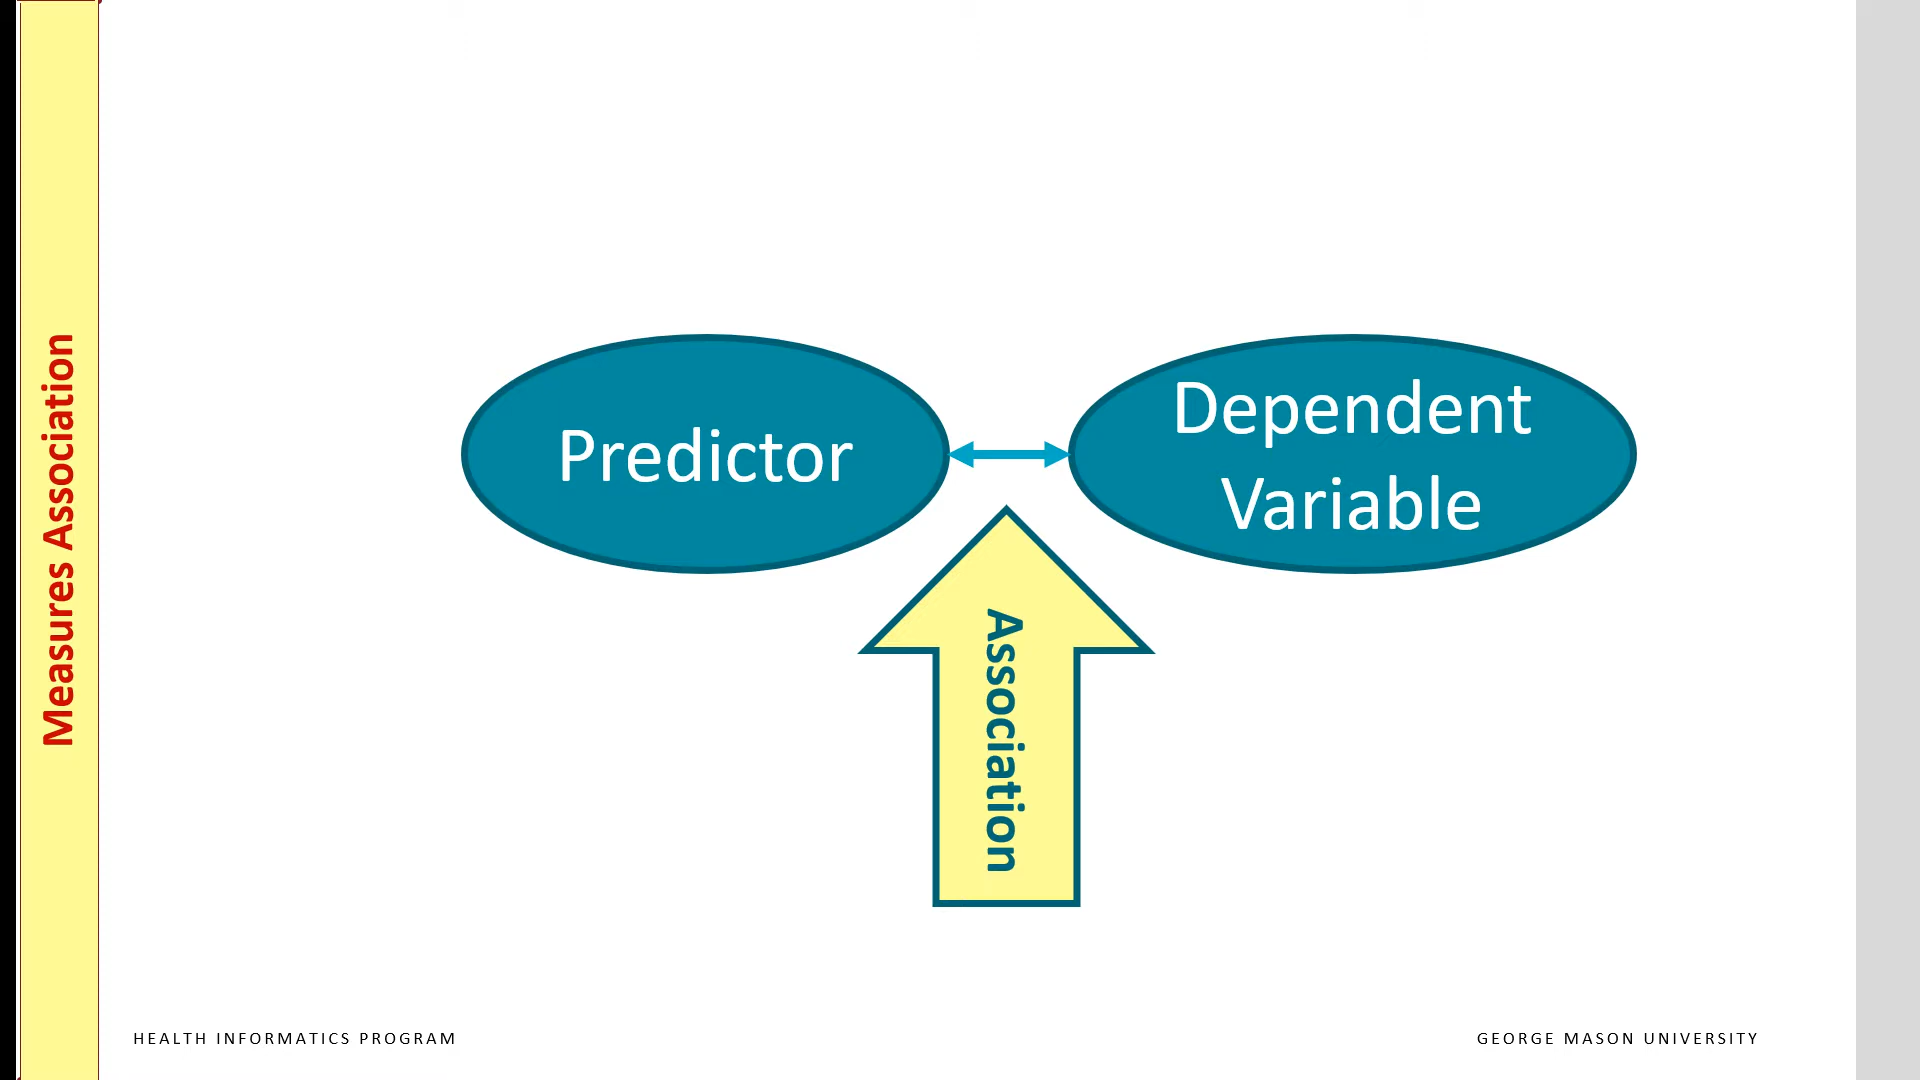 Measures Association
Predictor
Dependent
Variable
Association
HEALTH INFORMATICS PROGRAM
GEORGE MASON UNIVERSITY